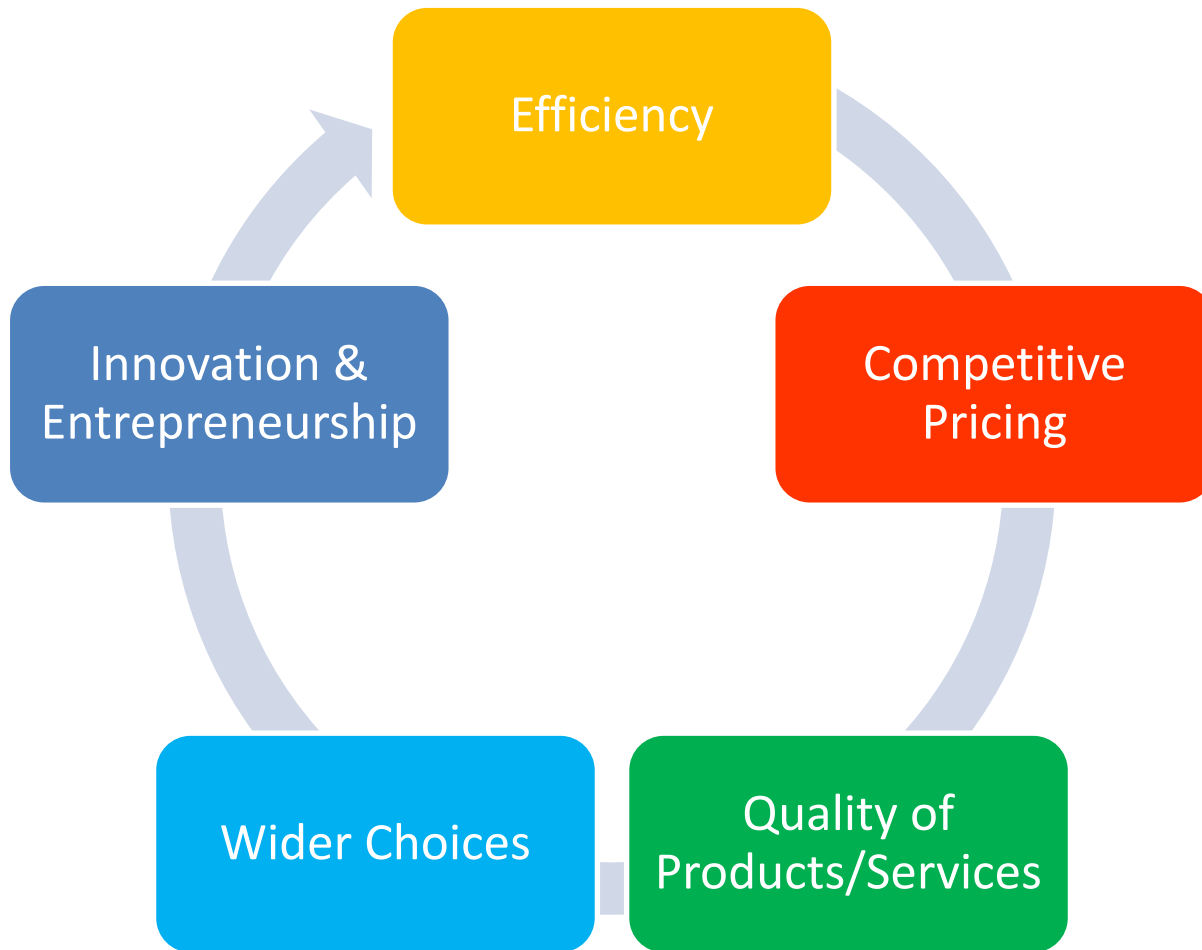 Efficiency
Competitive
Pricing
Quality of
Products/Services
Wider Choices
Innovation &
Entrepreneurship